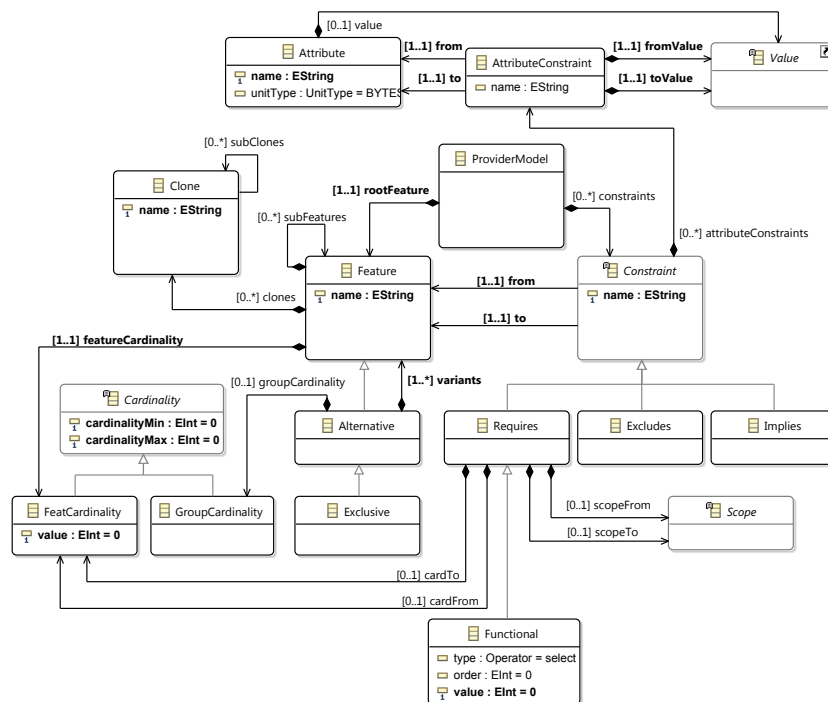 [0..1] value
Attribute
name : EString
unitType : UnitType = BYTES
[1..1] from
[1..1] to
AttributeConstraint
name : EString
[1..1] fromValue
[1..1] toValue
Value
[0..*] subClones
Clone
name : EString
ProviderModel
[1..1] rootFeature
[0..*] constraints
[0..*] subFeatures
[0..*] attributeConstraints
Feature
name : EString
[0..*] clones
[1..1] from
[1..1] to
Constraint
name : EString
[1..1] featureCardinality
[0..1] groupCardinality
[1..*] variants
Cardinality
cardinalityMin : EInt = 0
cardinalityMax : EInt = 0
Alternative
Requires
Excludes
Implies
FeatCardinality
value : EInt = 0
GroupCardinality
Exclusive
[0..1] scopeFrom
[0..1] scopeTo
Scope
[0..1] cardTo
[0..1] cardFrom
Functional
type : Operator = select
order : EInt = 0
value : EInt = 0